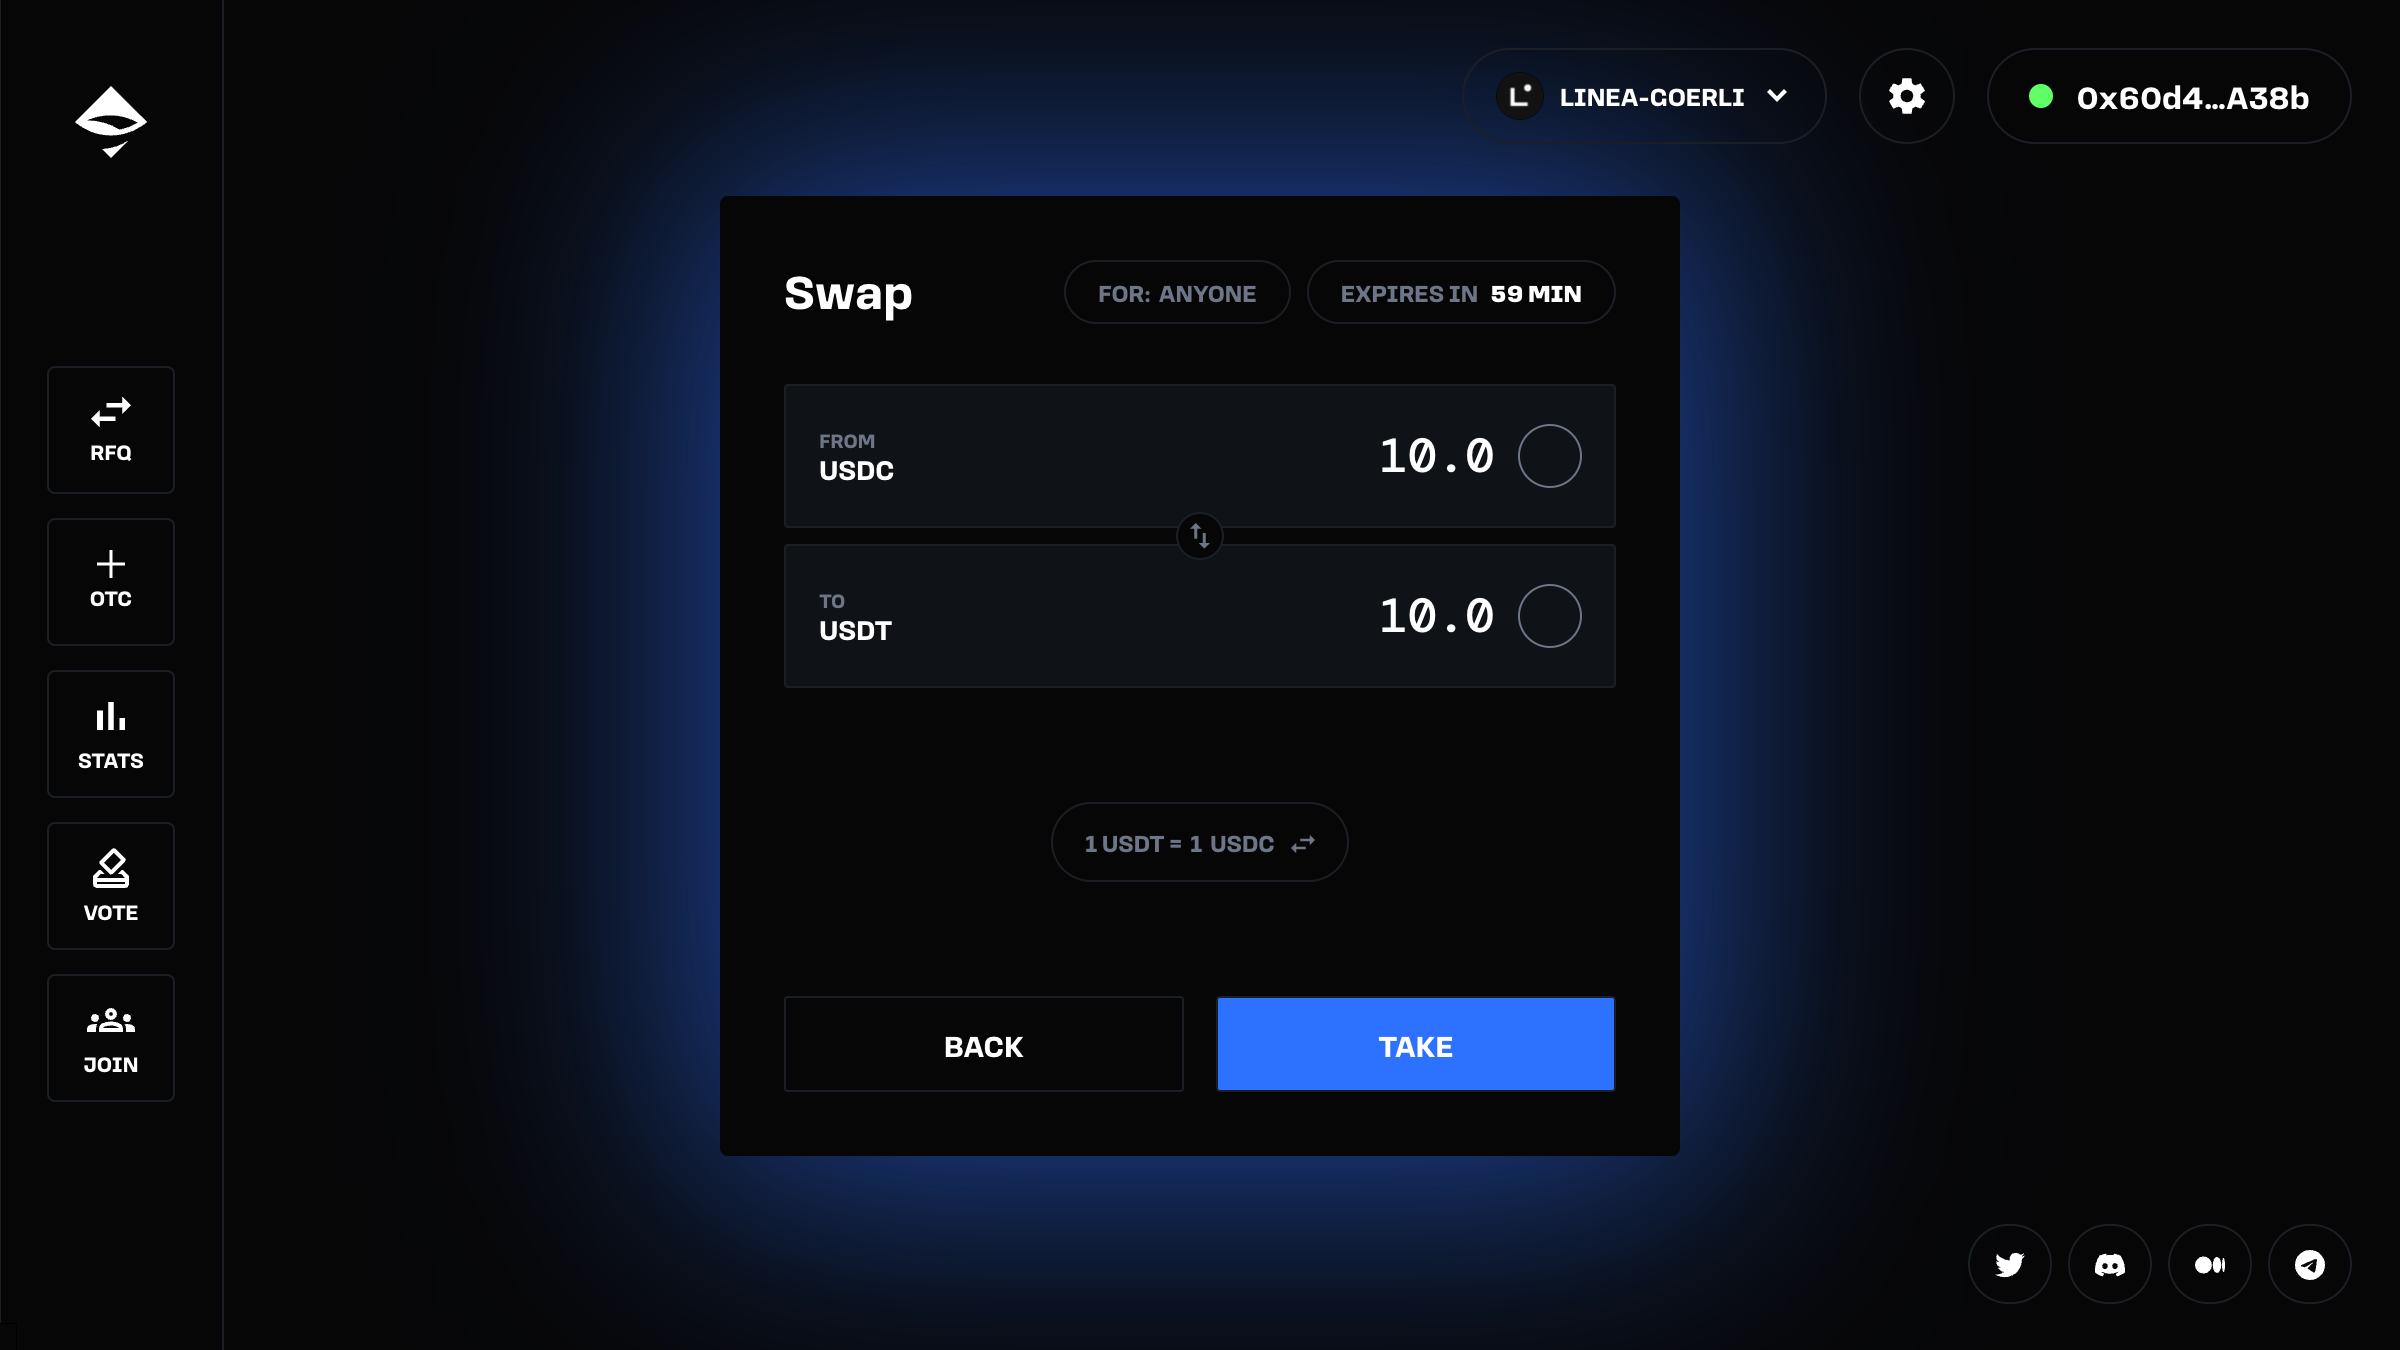 LINEA-GOERLI
0x60d4...A38b
RFQ
OTC
STATS
VOTE
JOIN
Swap
FOR: ANYONE
EXPIRES IN 59 MIN
FROM
USDC
10.0
TO
USDT
10.0
1 USDT = 1 USDC
BACK
TAKE